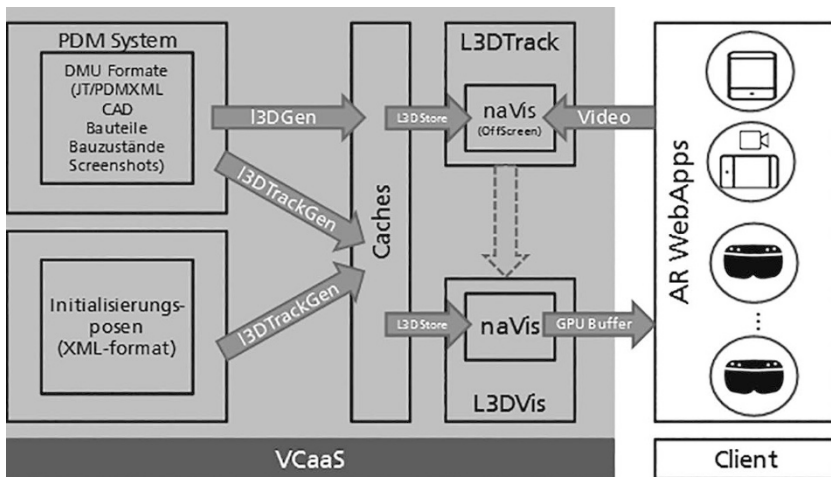 PDM System
DMU Formate
(JT/PDMXML
CAD
Bauteile
Bauzustände
Screenshots)
Initialisierungs-
posen
(XML-format)
l3DGen
l3DTrackGen
l3DTrackGen
Caches
L3DStore
L3DTrack
naVis
(OffScreen)
Video
L3DStore
naVis
GPU Buffer
L3DVis
AR WebApps
...
VCaaS
Client